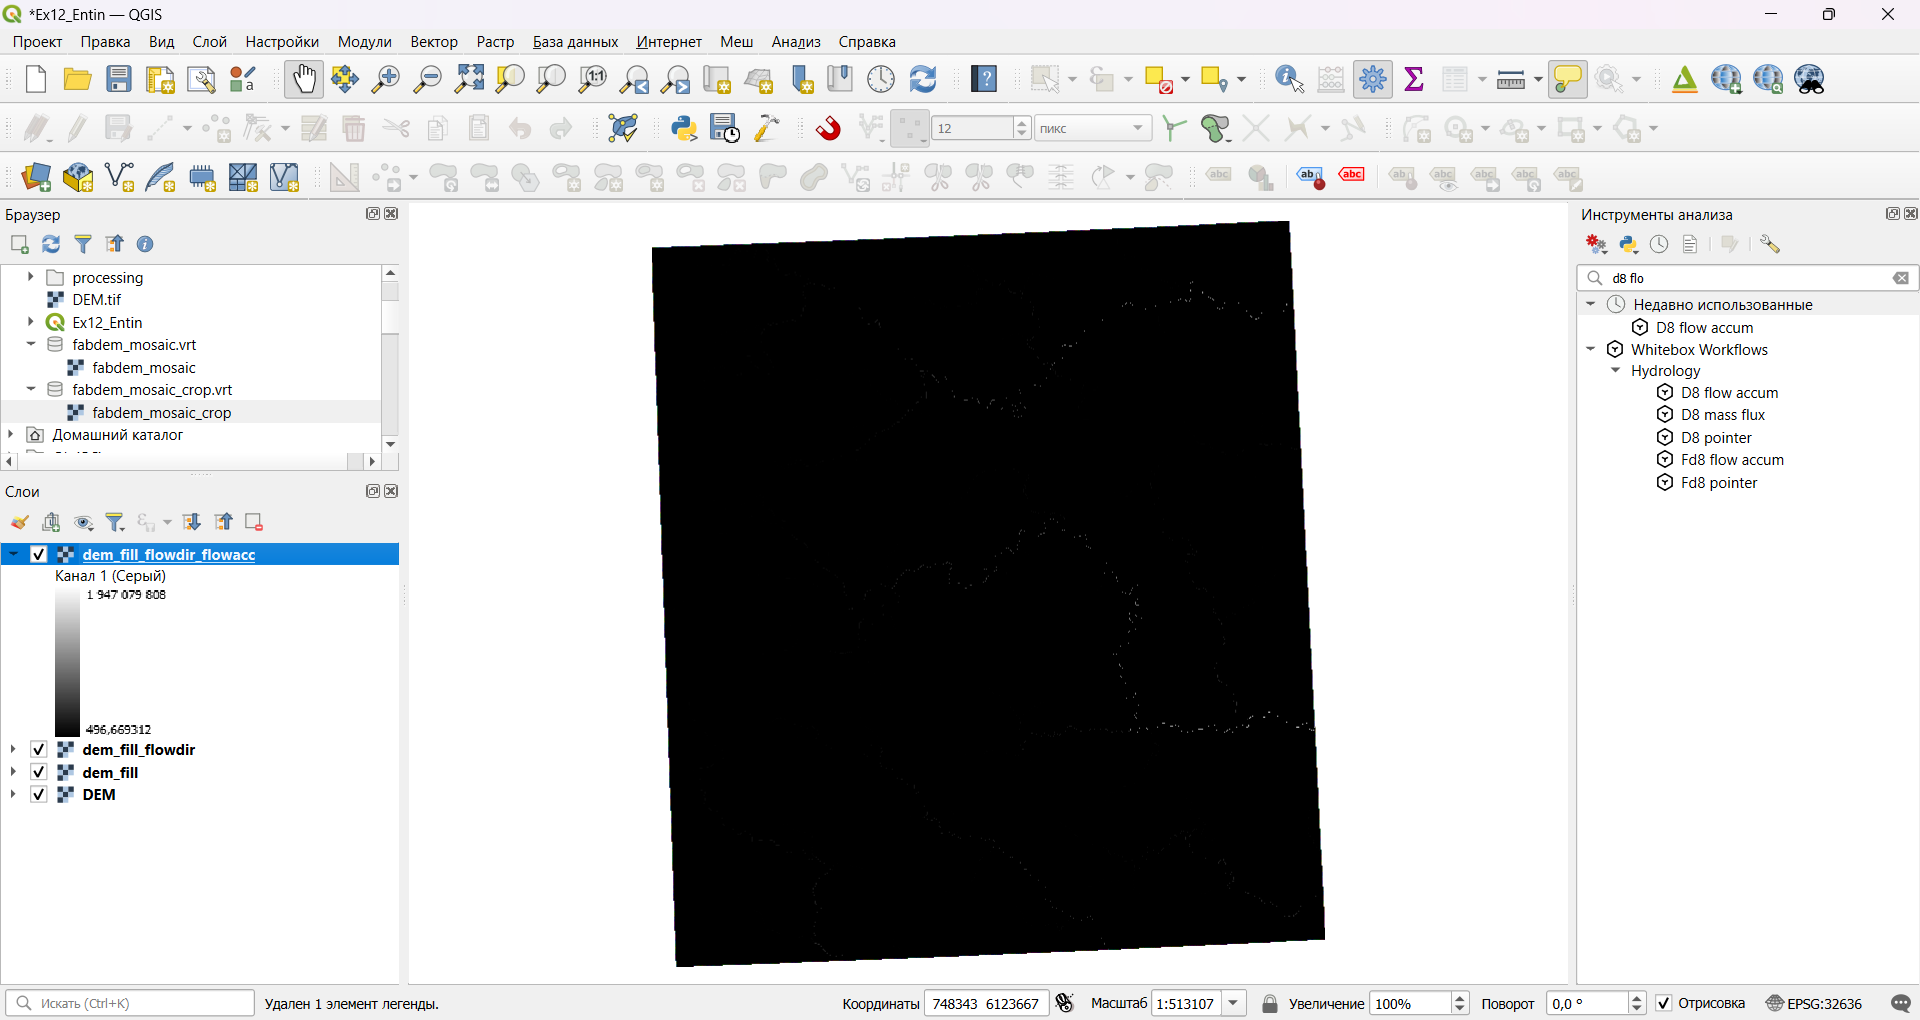 *Ex12_Entin — QGIS
Проект Правка Вид Слой Настройки Модули Вектор Растр База данных Интернет Меш Анализ Справка
12 пикс
Браузер
processing
DEM.tif
Ex12_Entin
fabdem_mosaic.vrt
fabdem_mosaic
fabdem_mosaic_crop.vrt
fabdem_mosaic_crop
Домашний каталог
Слои
dem_fill_flowdir_flowacc
Канал 1 (Серый)
1 947 079 808
496,669312
dem_fill_flowdir
dem_fill
DEM
Инструменты анализа
d8 flo
Недавно использованные
D8 flow accum
Whitebox Workflows
Hydrology
D8 flow accum
D8 mass flux
D8 pointer
Fd8 flow accum
Fd8 pointer
Искать (Ctrl+K) Удален 1 элемент легенды. Координаты 748343 6123667 Масштаб 1:513107 Увеличение 100% Поворот 0,0 ° Отрисовка EPSG:32636